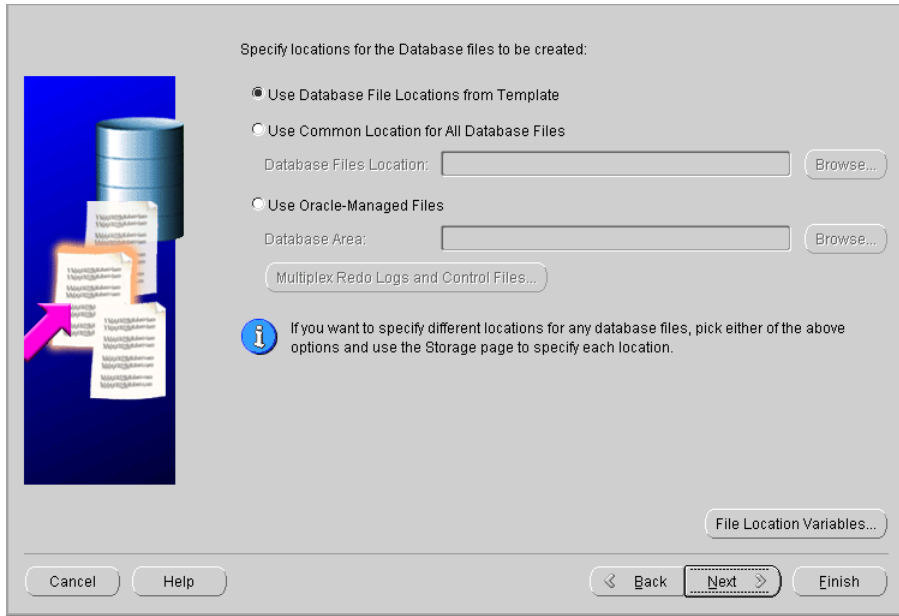 Specify locations for the Database files to be created:
Use Database File Locations from Template
Use Common Location for All Database Files
Database Files Location:
Browse...
Use Oracle-Managed Files
Database Area:
Browse...
Multiplex Redo Logs and Control Files...
If you want to specify different locations for any database files, pick either of the above
options and use the Storage page to specify each location.
File Location Variables...
Cancel
Help
Back
Next
Finish